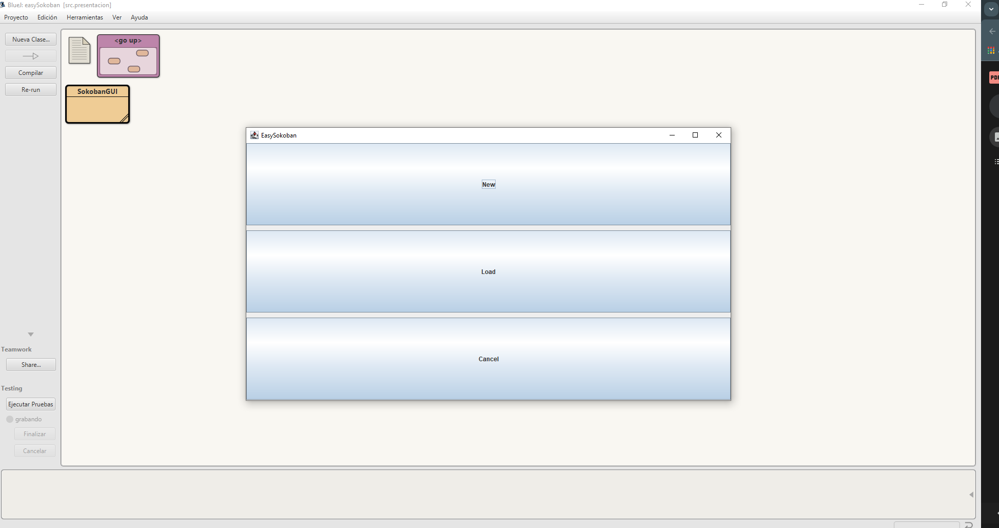 BlueJ: easySokoban [src.presentacion]
Proyecto Edición Herramientas Ver Ayuda
Nueva Clase...
Compilar
Re-run
<go up>
SokobanGUI
EasySokoban
New
Load
Cancel
Teamwork
Share...
Testing
Ejecutar Pruebas
grabando
Finalizar
Cancelar